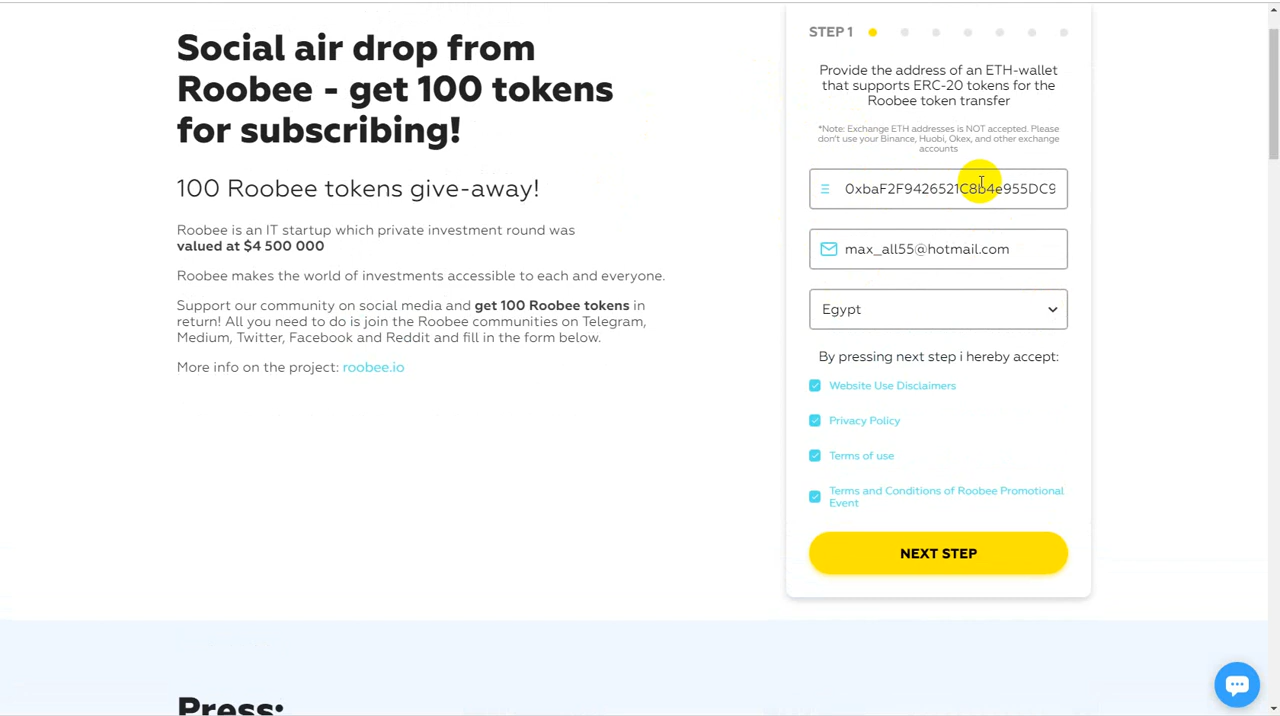 Social air drop from
Roobee - get 100 tokens
for subscribing!
100 Roobee tokens give-away!
Roobee is an IT startup which private investment round was
valued at $4 500 000
Roobee makes the world of investments accessible to each and everyone.
Support our community on social media and get 100 Roobee tokens in
return! All you need to do is join the Roobee communities on Telegram,
Medium, Twitter, Facebook and Reddit and fill in the form below.
More info on the project: roobee.io
STEP 1
Provide the address of an ETH-wallet
that supports ERC-20 tokens for the
Roobee token transfer
*Note: Exchange ETH addresses is NOT accepted. Please
don't use your Binance, Huobi, Okex, and other exchange
accounts
0xbaF2F9426521C8b4e955DC9
max_all55@hotmail.com
Egypt
By pressing next step i hereby accept:
Website Use Disclaimers
Privacy Policy
Terms of use
Terms and Conditions of Roobee Promotional
Event
NEXT STEP
Press: